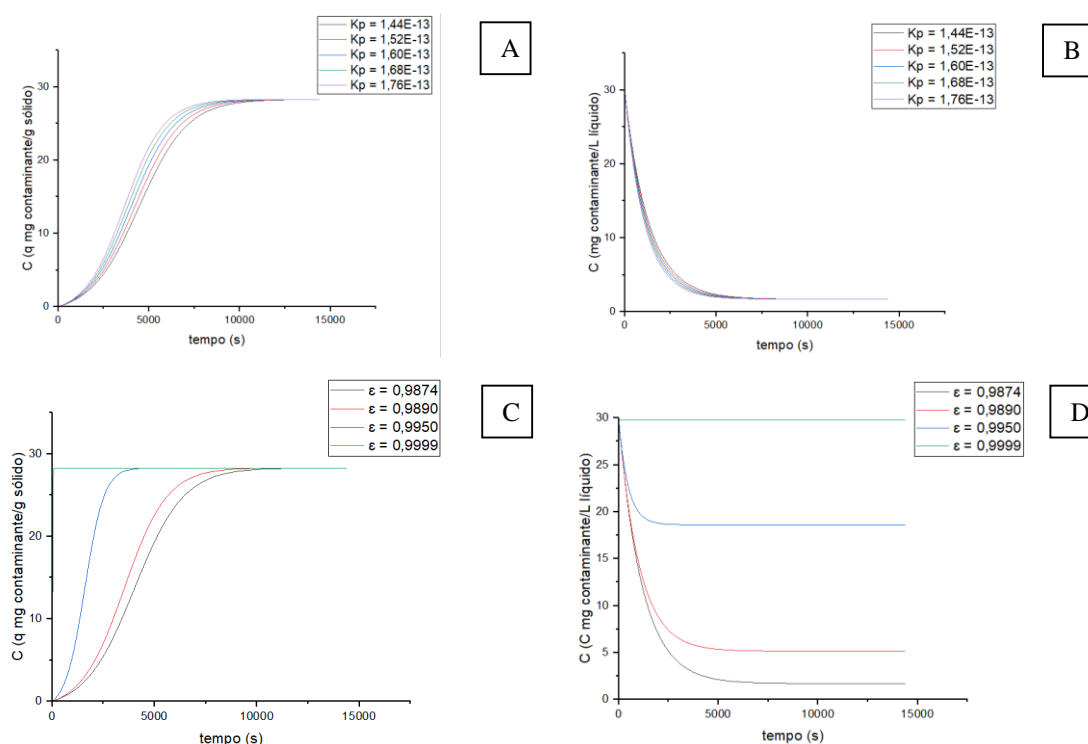 Kp = 1,44E-13
Kp = 1,52E-13
Kp = 1,60E-13
Kp = 1,68E-13
Kp = 1,76E-13
A
C (q mg contaminante/g sólido)
30
20
10
0
0 5000 10000 15000
tempo (s)
Kp = 1,44E-13
Kp = 1,52E-13
Kp = 1,60E-13
Kp = 1,68E-13
Kp = 1,76E-13
B
C (mg contaminante/L líquido)
30
20
10
0
0 5000 10000 15000
tempo (s)
ε = 0,9874
ε = 0,9890
ε = 0,9950
ε = 0,9999
C
C (q mg contaminante/g sólido)
30
20
10
0
0 5000 10000 15000
tempo (s)
ε = 0,9874
ε = 0,9890
ε = 0,9950
ε = 0,9999
D
C (C mg contaminante/L líquido)
30
25
20
15
10
5
0
0 5000 10000 15000
tempo (s)